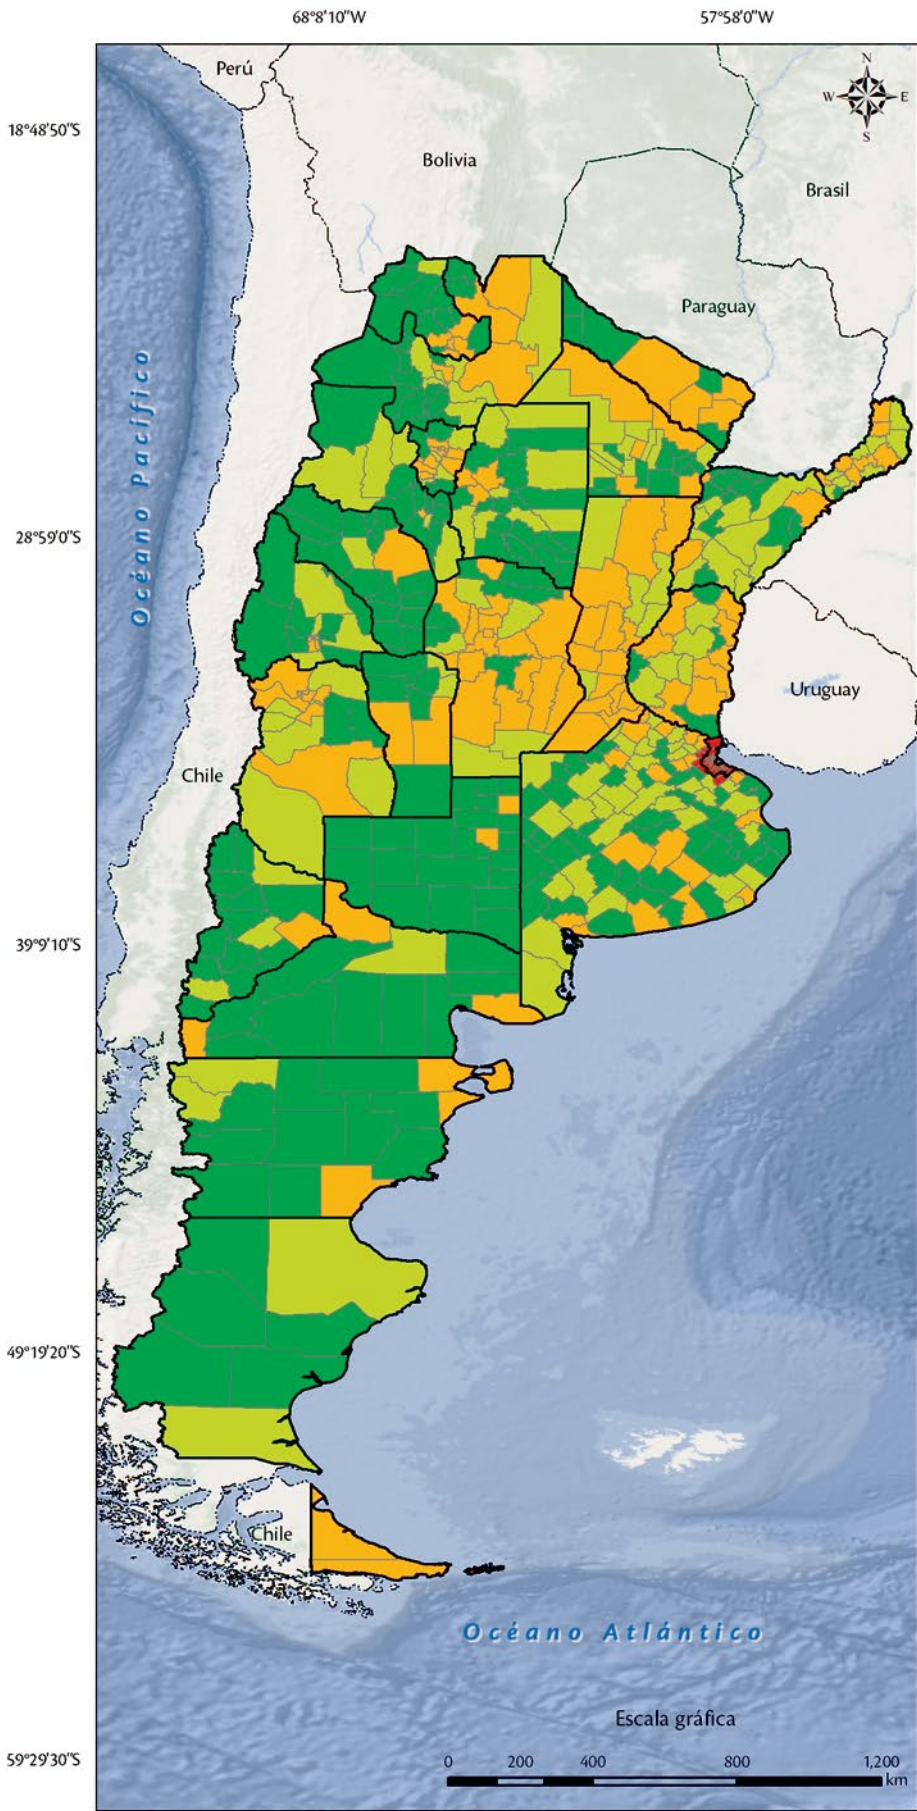 68°8'10"W
57°58'0"W
Perú
N
W
E
S
18°48'50"S
Bolivia
Brasil
Paraguay
Océano Pacífico
28°59'0"S
Uruguay
Chile
39°9'10"S
49°19'20"S
Chile
Océano Atlántico
Escala gráfica
59°29'30"S
0 200 400 800 1,200
km